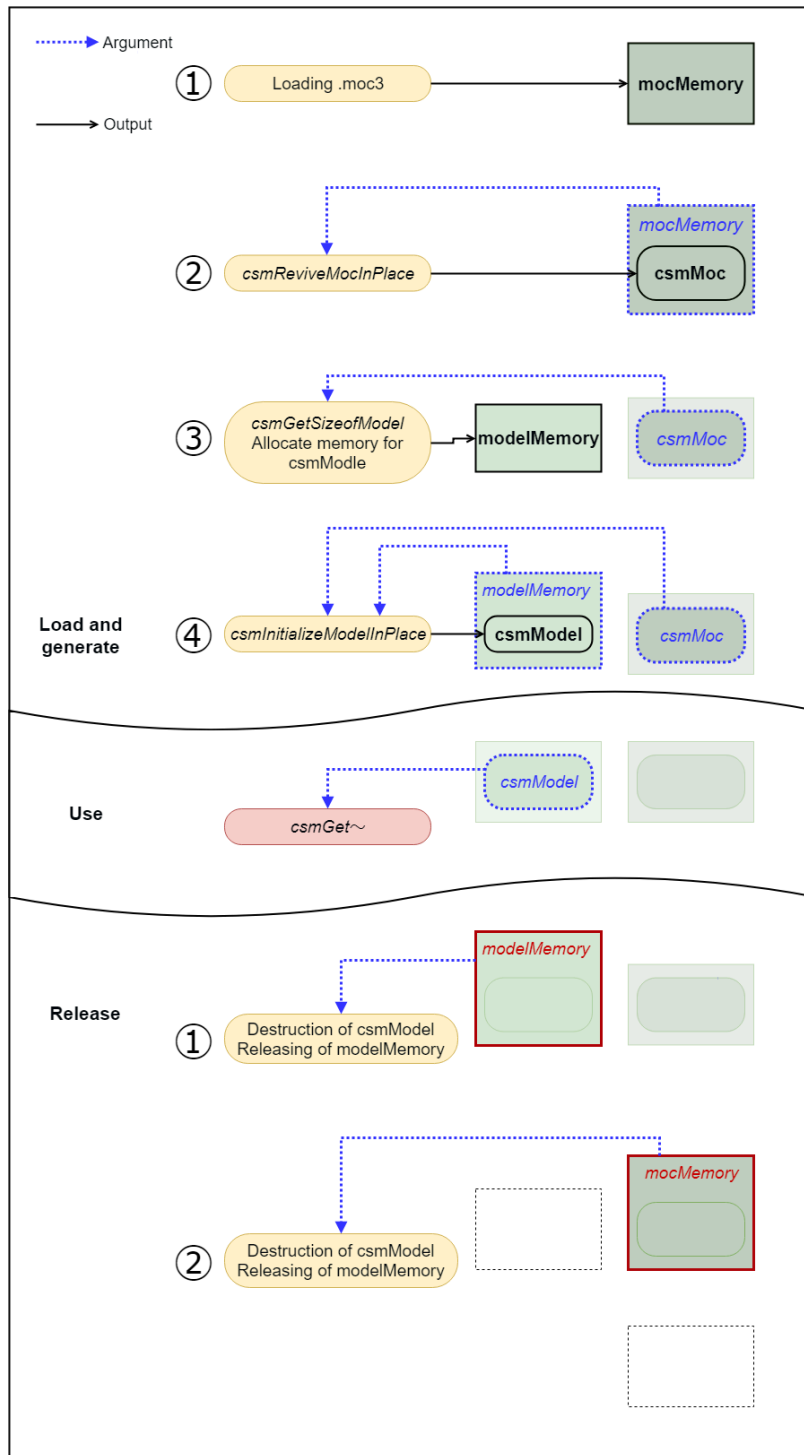 Argument
① Loading .moc3
mocMemory
Output
mocMemory
② csmReviveMocInPlace
csmMoc
③ csmGetSizeofModel
Allocate memory for
csmModle
modelMemory
csmMoc
modelMemory
Load and
generate
④ csmInitializeModelInPlace
csmModel
csmMoc
csmModel
Use
csmGet～
modelMemory
Release
① Destruction of csmModel
Releasing of modelMemory
mocMemory
② Destruction of csmModel
Releasing of modelMemory